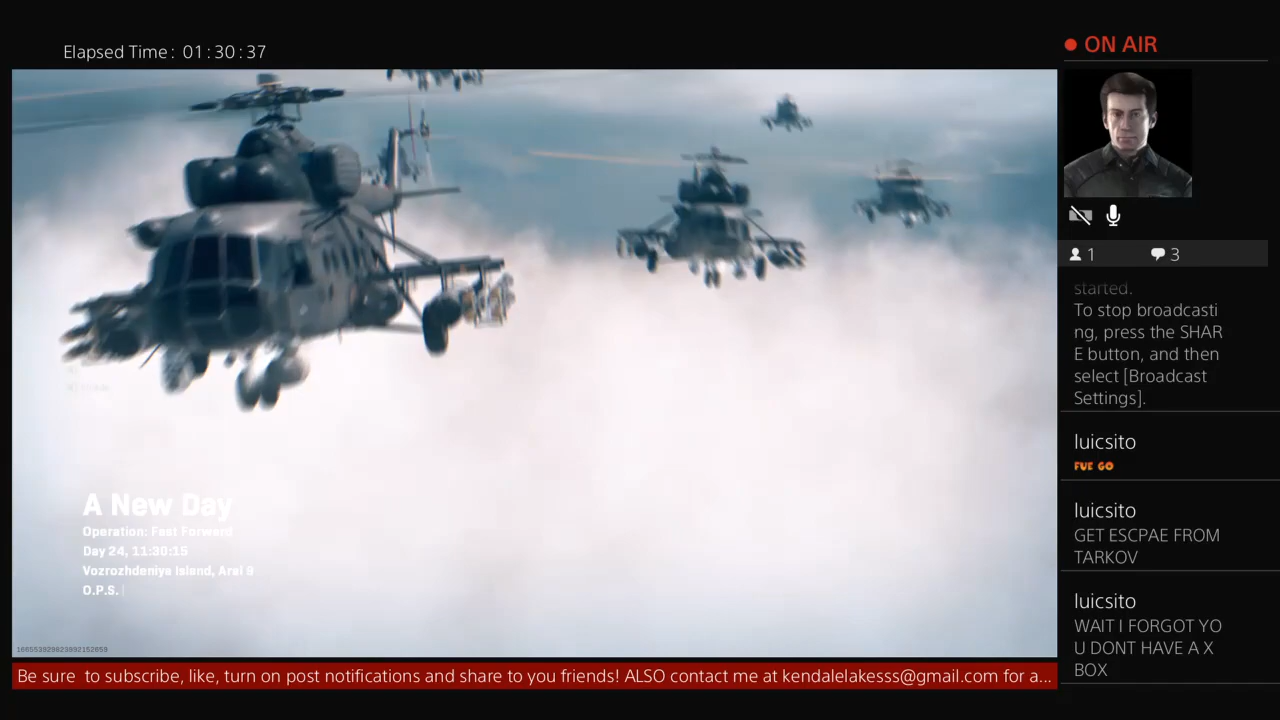 Elapsed Time: 01:30:37
ON AIR
1 3
started.
To stop broadcasti
ng, press the SHAR
E button, and then
select [Broadcast
Settings].
luicsito
FUE GO
luicsito
GET ESCPAE FROM
TARKOV
luicsito
WAIT I FORGOT YO
U DONT HAVE A X
BOX
A New Day
Operation: Fast Forward
Day 24, 11:30:15
Vozrozhdeniya Island, Aral 9
O.P.S.
Be sure to subscribe, like, turn on post notifications and share to you friends! ALSO contact me at kendalelakesss@gmail.com for a...